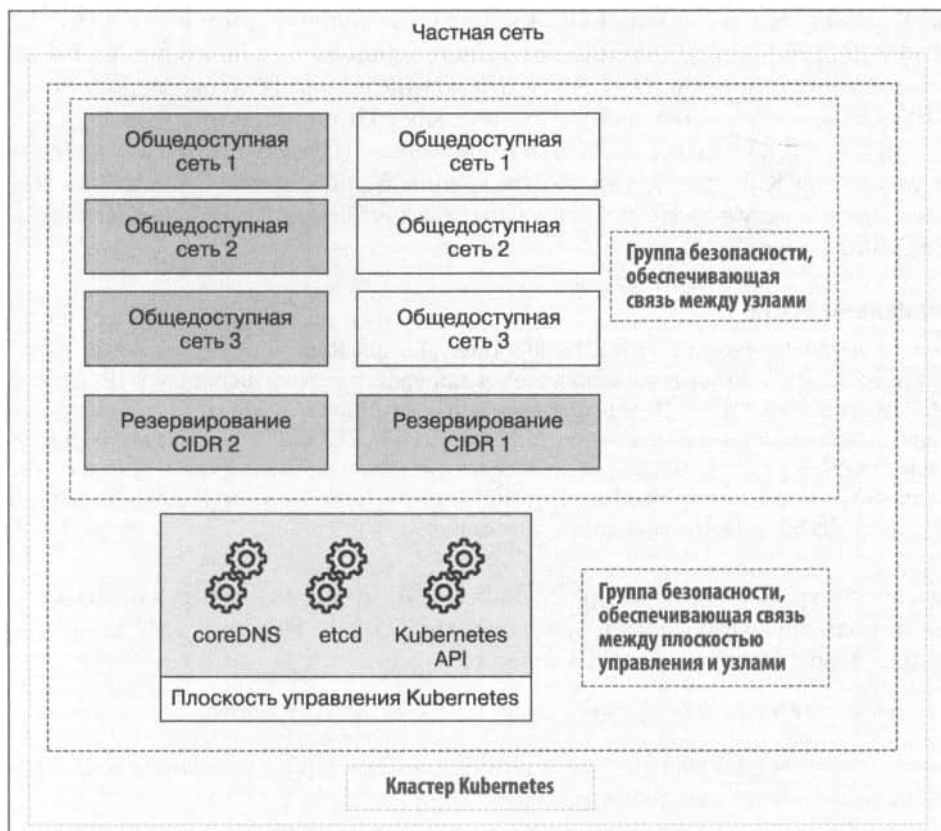 Частная сеть
Общедоступная
сеть 1
Общедоступная
сеть 1
Общедоступная
сеть 2
Общедоступная
сеть 2
Группа безопасности,
обеспечивающая
связь между узлами
Общедоступная
сеть 3
Общедоступная
сеть 3
Резервирование
CIDR 2
Резервирование
CIDR 1
coreDNS
etcd
Kubernetes
API
Плоскость управления Kubernetes
Группа безопасности,
обеспечивающая связь
между плоскостью
управления и узлами
Кластер Kubernetes